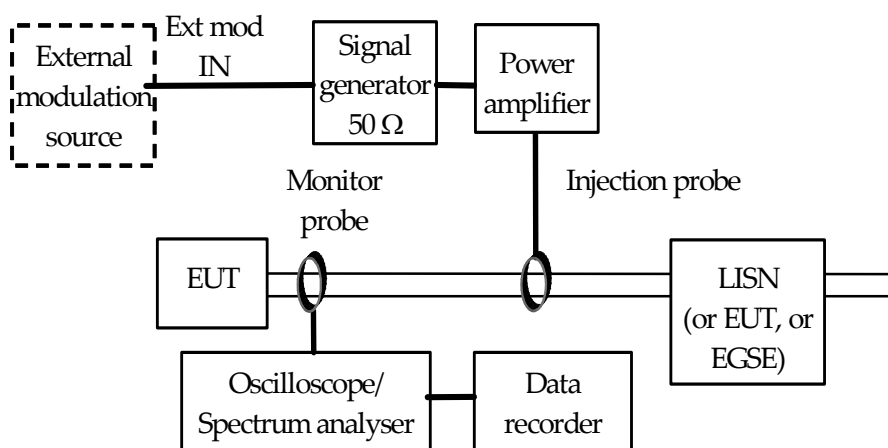 External
modulation
source
Ext mod
IN
Signal
generator
50 Ω
Power
amplifier
Monitor
probe
Injection probe
EUT
LISN
(or EUT, or
EGSE)
Oscilloscope/
Spectrum analyser
Data
recorder